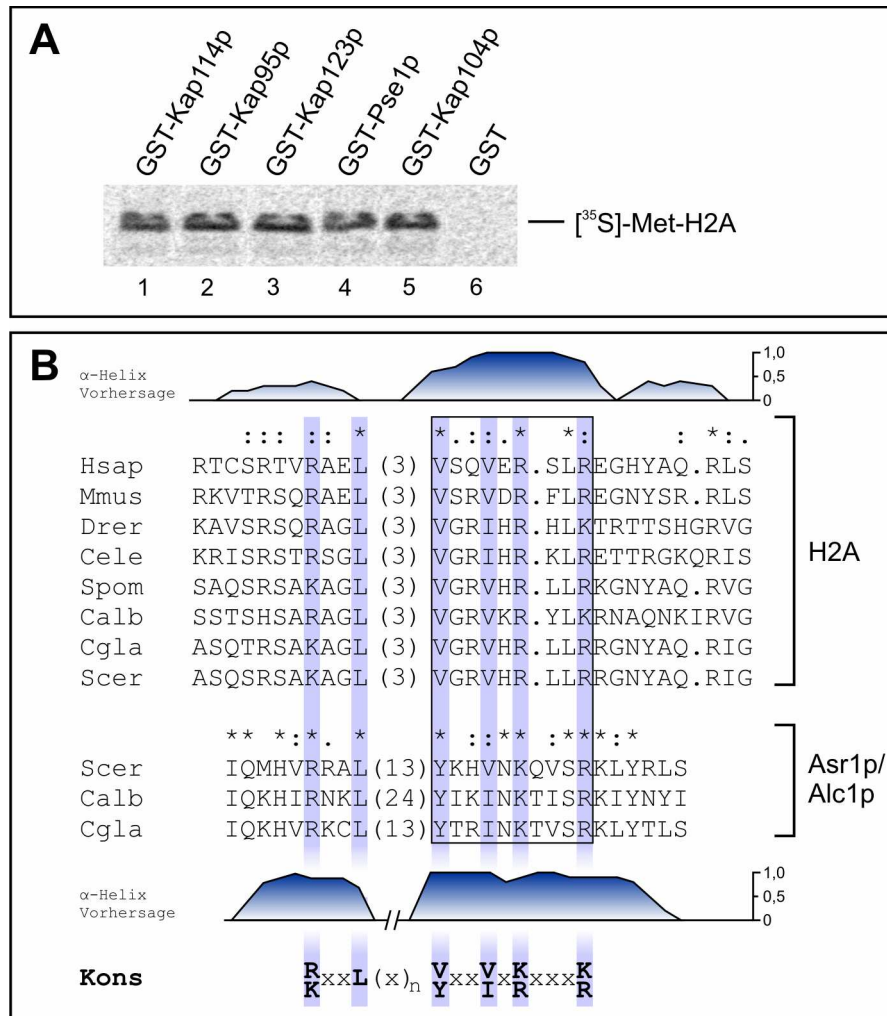 A
GST-Kap114p
GST-Kap95p
GST-Kap123p
GST-Pse1p
GST-Kap104p
GST
[³⁵S]-Met-H2A
1 2 3 4 5 6
B
α-Helix
Vorhersage
1,0
0,5
0
::: :: * *.::.* *: : *:.
Hsap RTCSRTVRAEL (3) VSQVER.SLREGHYAQ.RLS
Mmus RKVTRSQRAEL (3) VSRVDR.FLREGNYSR.RLS
Drer KAVSRSQRAGL (3) VGRIHR.HLKTRTTSHGRVG
Cele KRISRSTRSGL (3) VGRIHR.KLRETTRGKQRIS
Spom SAQSRSAKAGL (3) VGRVHR.LLRKGNYAQ.RVG
Calb SSTSHSARAGL (3) VGRVKR.YLKRNAQNKIRVG
Cgla ASQTRSAKAGL (3) VGRVHR.LLRRGNYAQ.RIG
Scer ASQSRSAKAGL (3) VGRVHR.LLRRGNYAQ.RIG
H2A
** *:*. * * ::** :****:*
Scer IQMHVRRAL(13)YKHVNKQVSRKLYRLS
Calb IQKHIRNKL(24)YIKINKTISRKIYNYI
Cgla IQKHVRKCL(13)YTRINKTVSRKLYTLS
Asr1p/
Alc1p
α-Helix
Vorhersage
1,0
0,5
0
//
R V V K K
Kons xxL(x)n xx x xxxx
K Y I R R